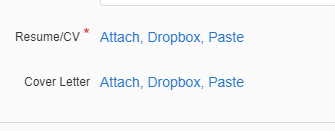 Resume/CV * Attach, Dropbox, Paste
Cover Letter Attach, Dropbox, Paste